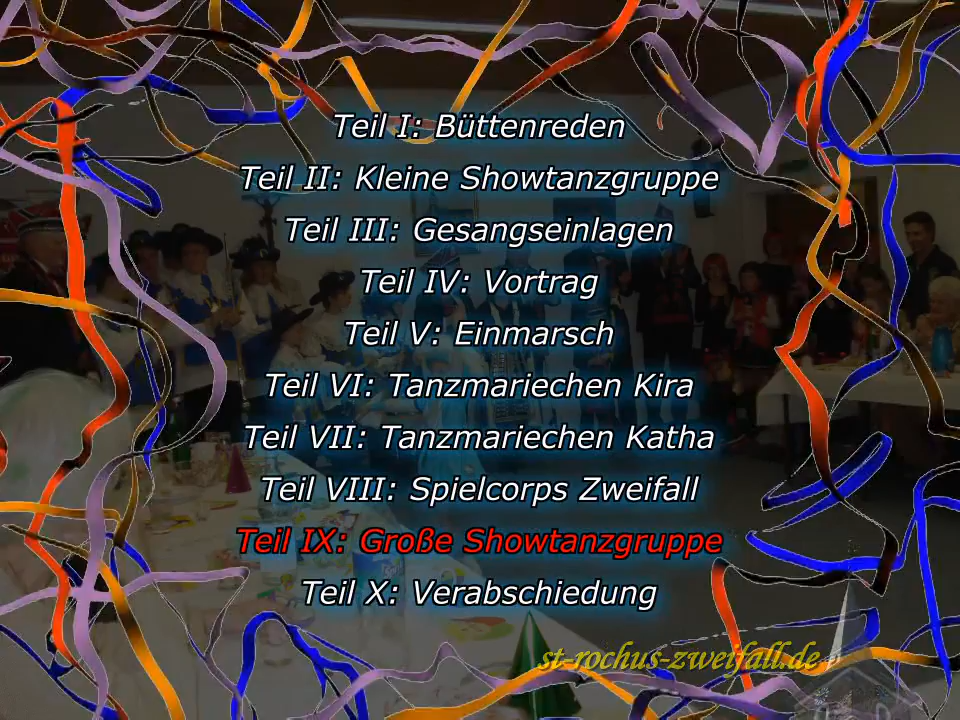 Teil I: Büttenreden
Teil II: Kleine Showtanzgruppe
Teil III: Gesangseinlagen
Teil IV: Vortrag
Teil V: Einmarsch
Teil VI: Tanzmariechen Kira
Teil VII: Tanzmariechen Katha
Teil VIII: Spielcorps Zweifall
Teil IX: Große Showtanzgruppe
Teil X: Verabschiedung
st-rochus-zweifall.de